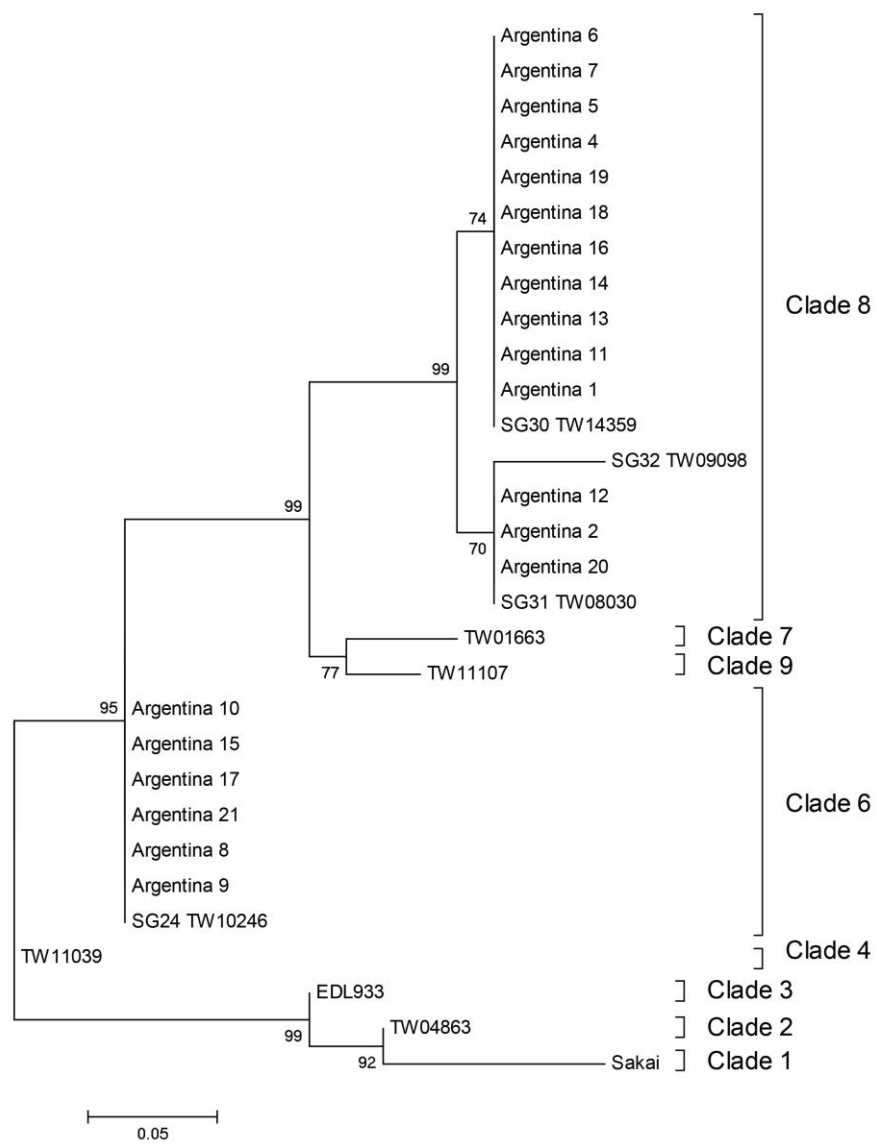 Argentina 6
Argentina 7
Argentina 5
Argentina 4
Argentina 19
74
Argentina 18
Argentina 16
Argentina 14
Clade 8
Argentina 13
Argentina 11
99
Argentina 1
SG30 TW14359
SG32 TW09098
Argentina 12
99
Argentina 2
70
Argentina 20
SG31 TW08030
TW01663
Clade 7
77
TW11107
Clade 9
95
Argentina 10
Argentina 15
Argentina 17
Clade 6
Argentina 21
Argentina 8
Argentina 9
SG24 TW10246
TW11039
Clade 4
EDL933
Clade 3
99
TW04863
Clade 2
92
Sakai
Clade 1
0.05